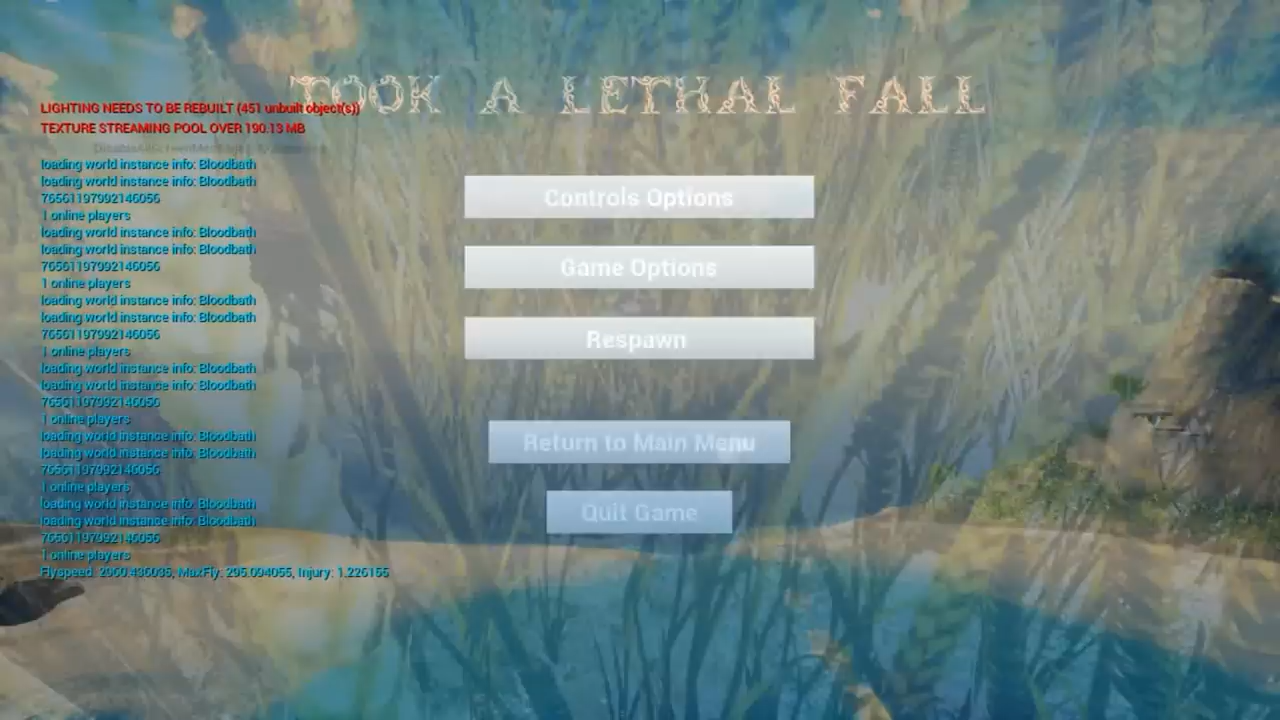 TOOK A LETHAL FALL
LIGHTING NEEDS TO BE REBUILT (451 unbuilt object(s))
TEXTURE STREAMING POOL OVER 190.13 MB
loading world instance info: Bloodbath
loading world instance info: Bloodbath
76561197992146056
1 online players
loading world instance info: Bloodbath
loading world instance info: Bloodbath
76561197992146056
1 online players
loading world instance info: Bloodbath
loading world instance info: Bloodbath
76561197992146056
1 online players
loading world instance info: Bloodbath
loading world instance info: Bloodbath
76561197992146056
1 online players
loading world instance info: Bloodbath
loading world instance info: Bloodbath
76561197992146056
1 online players
loading world instance info: Bloodbath
loading world instance info: Bloodbath
76561197992146056
1 online players
Flyspeed: 2060.436035, MaxFly: 295.094055, Injury: 1.226155
Controls Options
Game Options
Respawn
Return to Main Menu
Quit Game